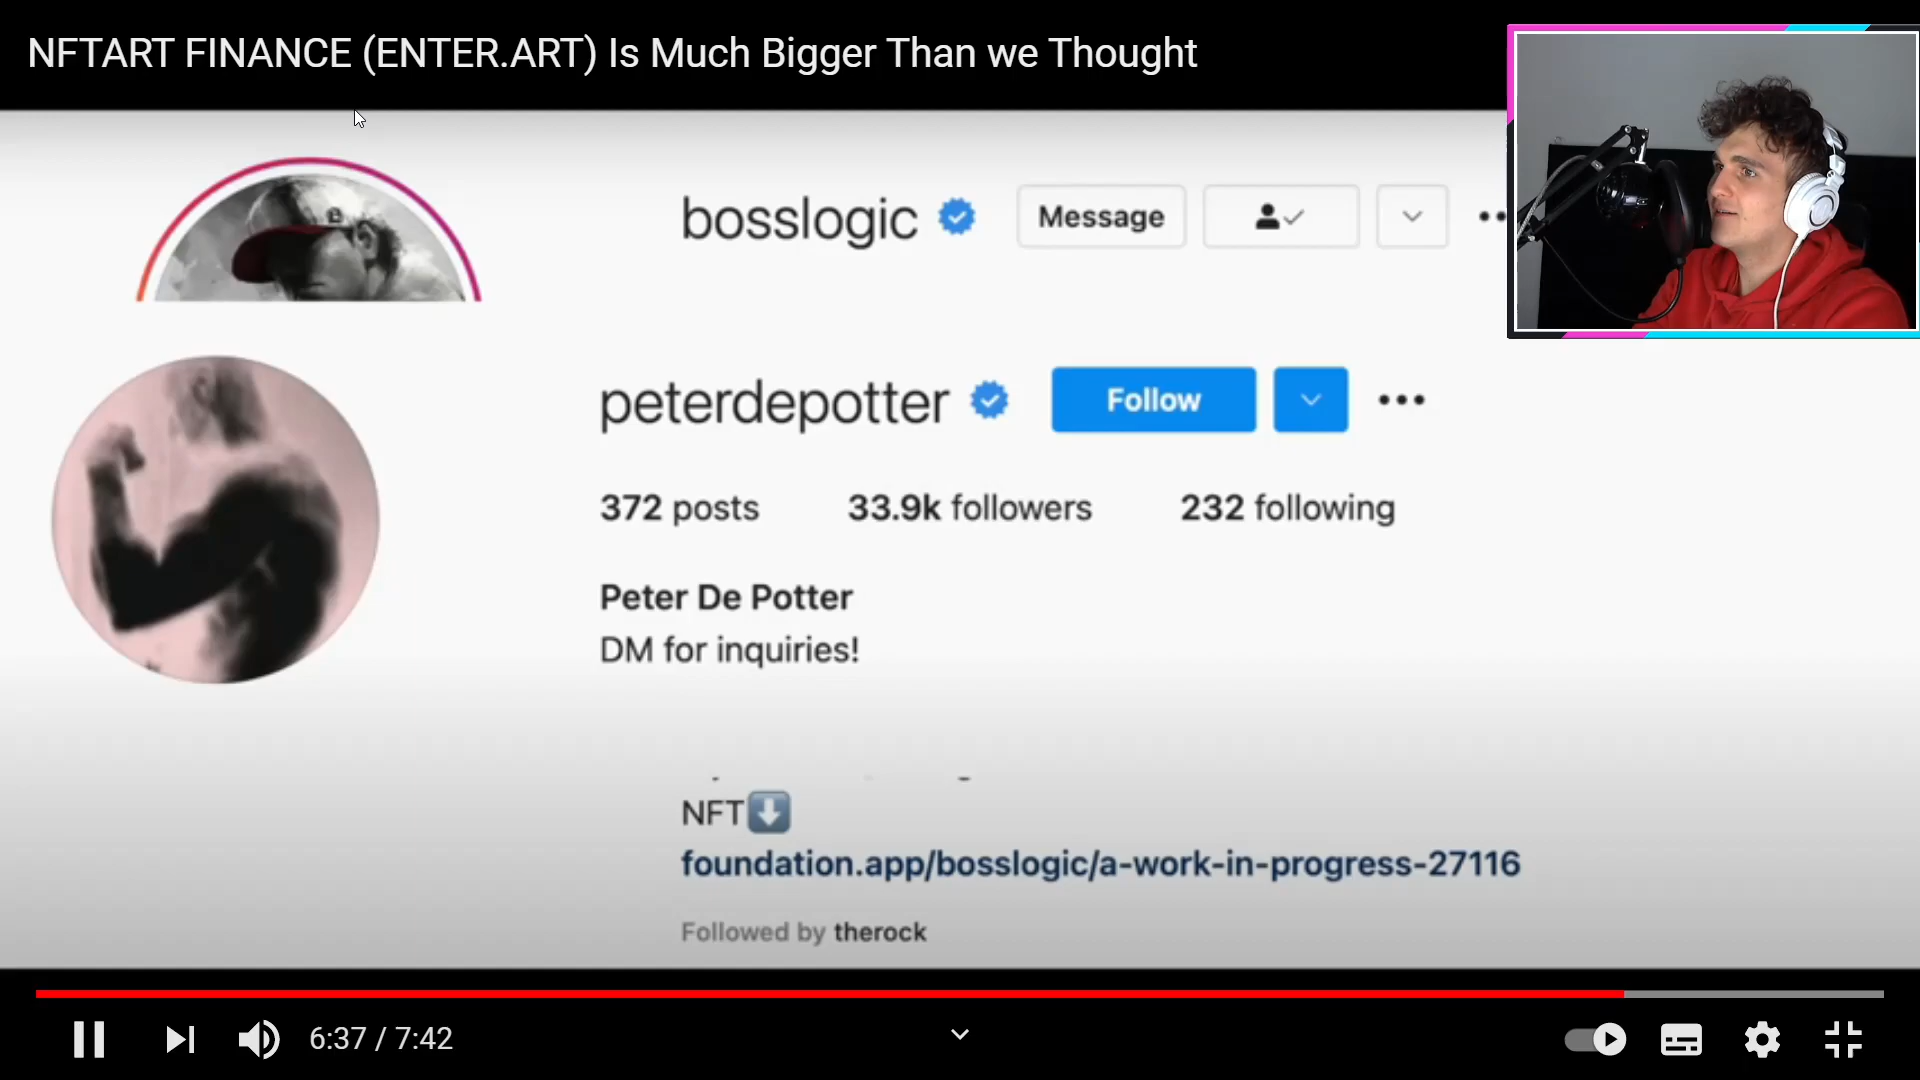 NFTART FINANCE (ENTER.ART) Is Much Bigger Than we Thought
bosslogic
Message
peterdepotter
Follow
372 posts 33.9k followers 232 following
Peter De Potter
DM for inquiries!
NFT⬇️
foundation.app/bosslogic/a-work-in-progress-27116
Followed by therock
6:37 / 7:42